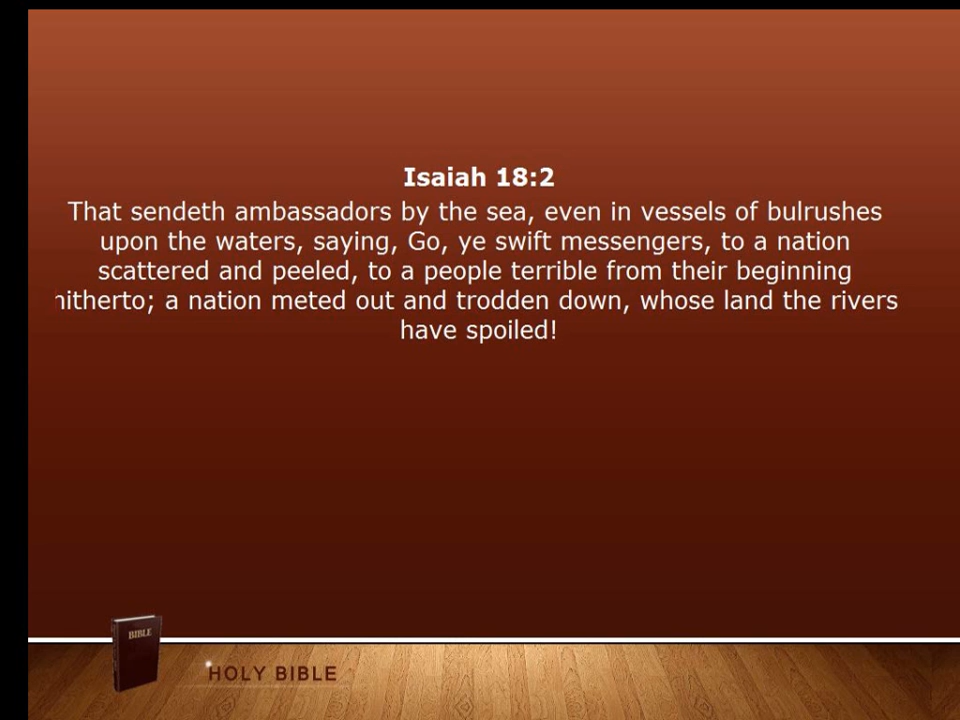 Isaiah 18:2
That sendeth ambassadors by the sea, even in vessels of bulrushes
upon the waters, saying, Go, ye swift messengers, to a nation
scattered and peeled, to a people terrible from their beginning
hitherto; a nation meted out and trodden down, whose land the rivers
have spoiled!
BIBLE
HOLY BIBLE